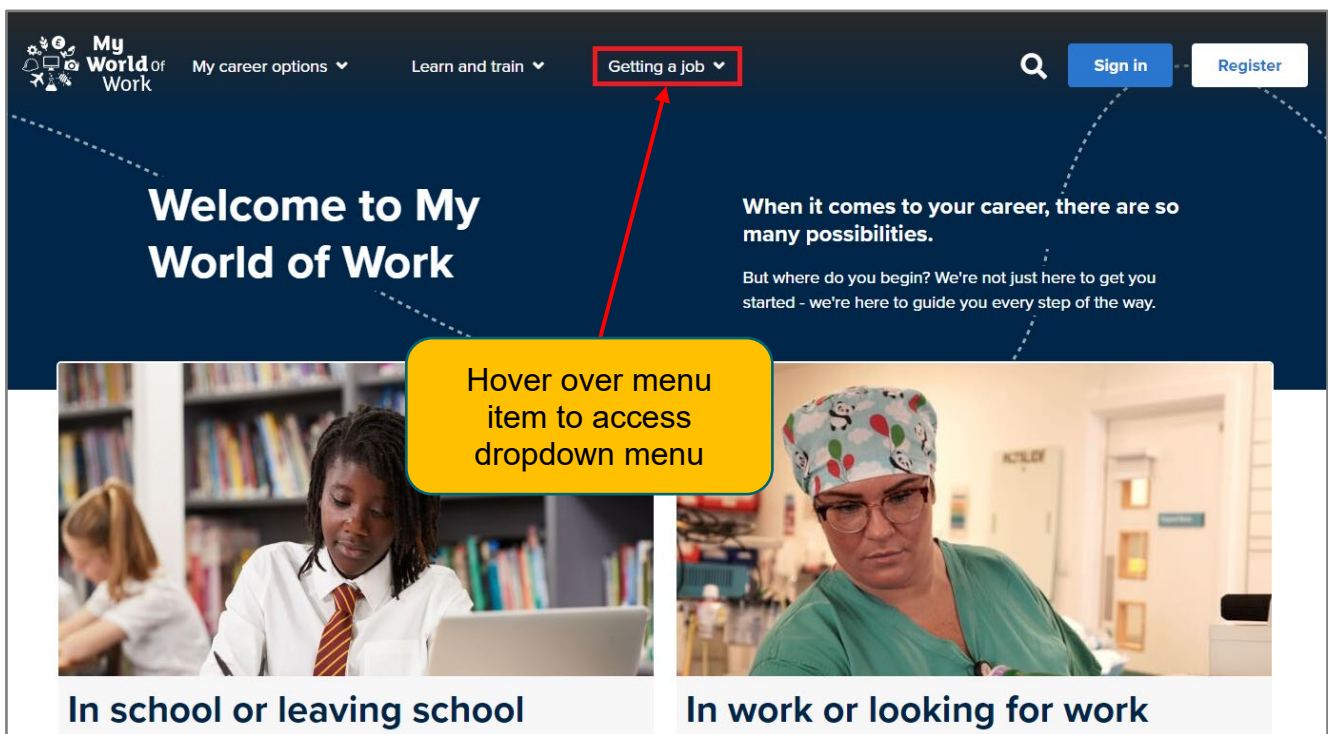 My
World Of
Work
My career options
Learn and train
Getting a job
Sign in
Register
Welcome to My
World of Work
When it comes to your career, there are so
many possibilities.
But where do you begin? We're not just here to get you
started - we're here to guide you every step of the way.
Hover over menu
item to access
dropdown menu
In school or leaving school
In work or looking for work